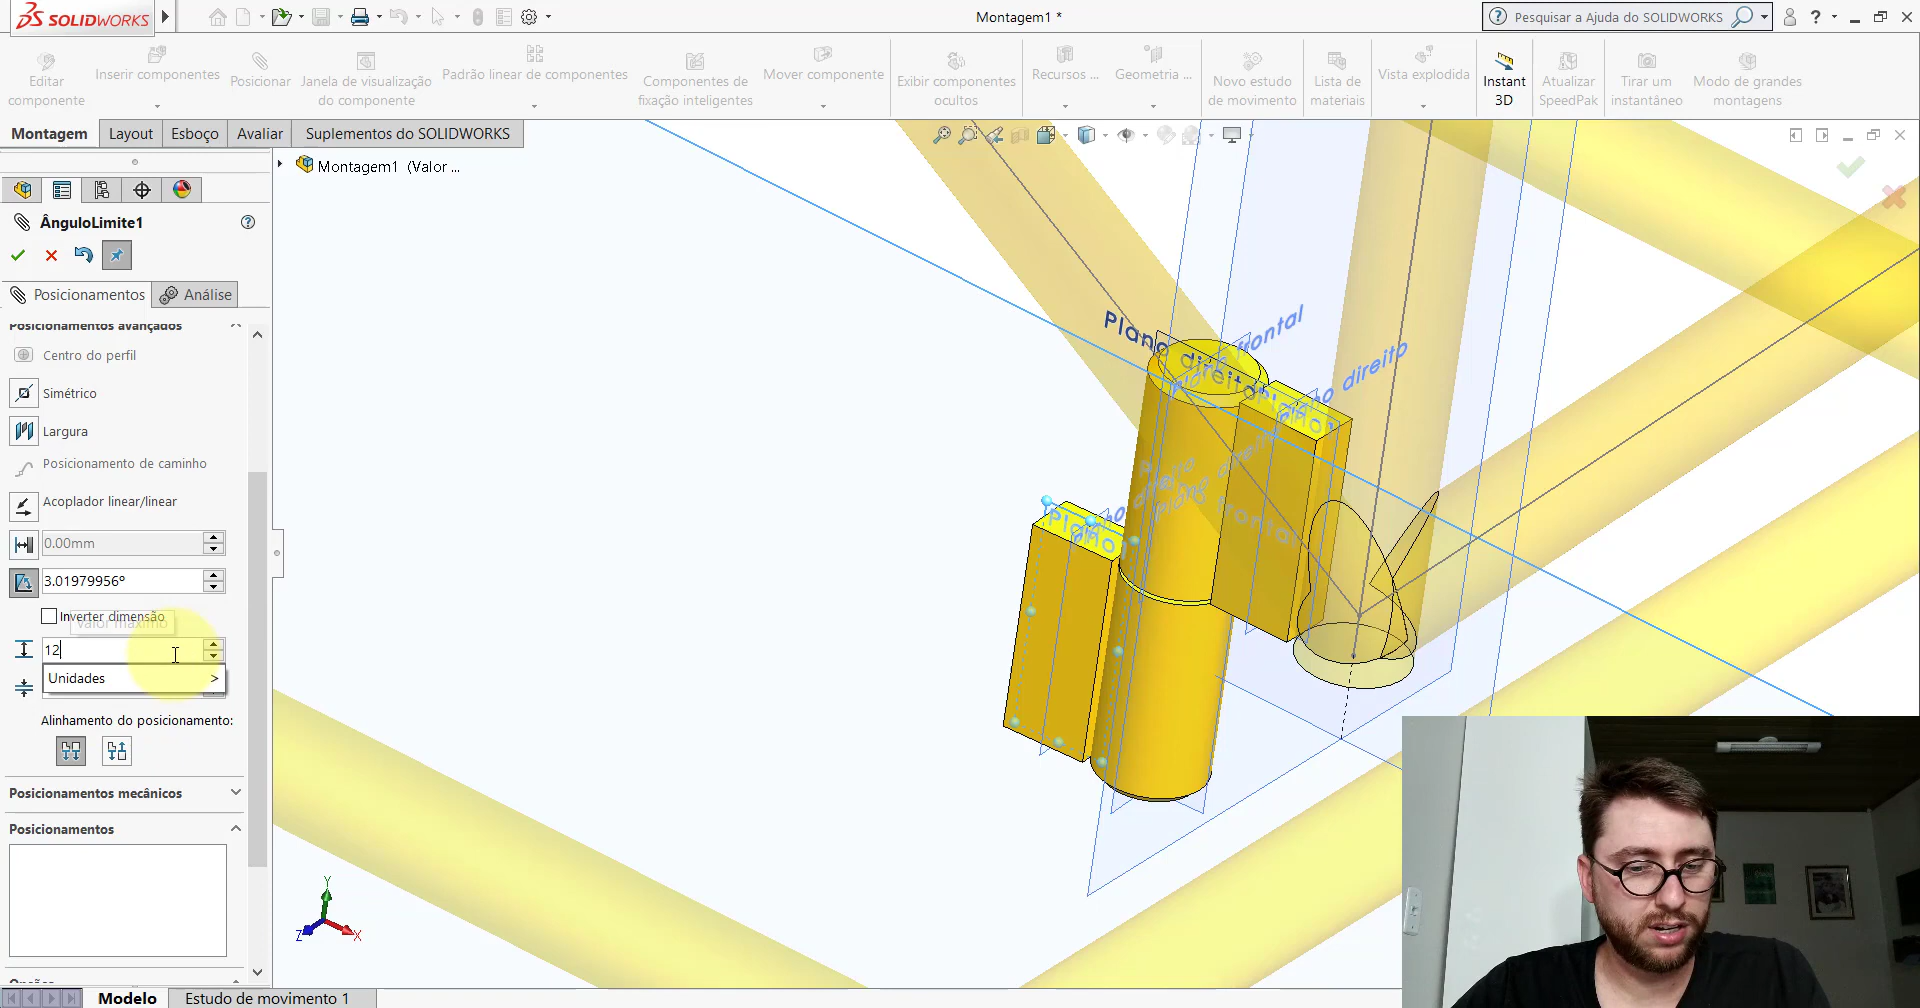 SOLIDWORKS
Montagem1 *
Pesquisar a Ajuda do SOLIDWORKS
Editar componente
Inserir componentes
Posicionar
Janela de visualização do componente
Padrão linear de componentes
Componentes de fixação inteligentes
Mover componente
Exibir componentes ocultos
Recursos ...
Geometria ...
Novo estudo de movimento
Lista de materiais
Vista explodida
Instant 3D
Atualizar SpeedPak
Tirar um instantâneo
Modo de grandes montagens
Montagem
Layout
Esboço
Avaliar
Suplementos do SOLIDWORKS
Montagem1 (Valor ...
ÂnguloLimite1
Posicionamentos
Análise
Posicionamentos avançados
Centro do perfil
Simétrico
Largura
Posicionamento de caminho
Acoplador linear/linear
0.00mm
3.01979956°
Inverter dimensão
Valor máximo
12
Unidades >
Alinhamento do posicionamento:
Posicionamentos mecânicos
Posicionamentos
Plano direito
frontal
Plano direito
Y
Z
X
Modelo
Estudo de movimento 1